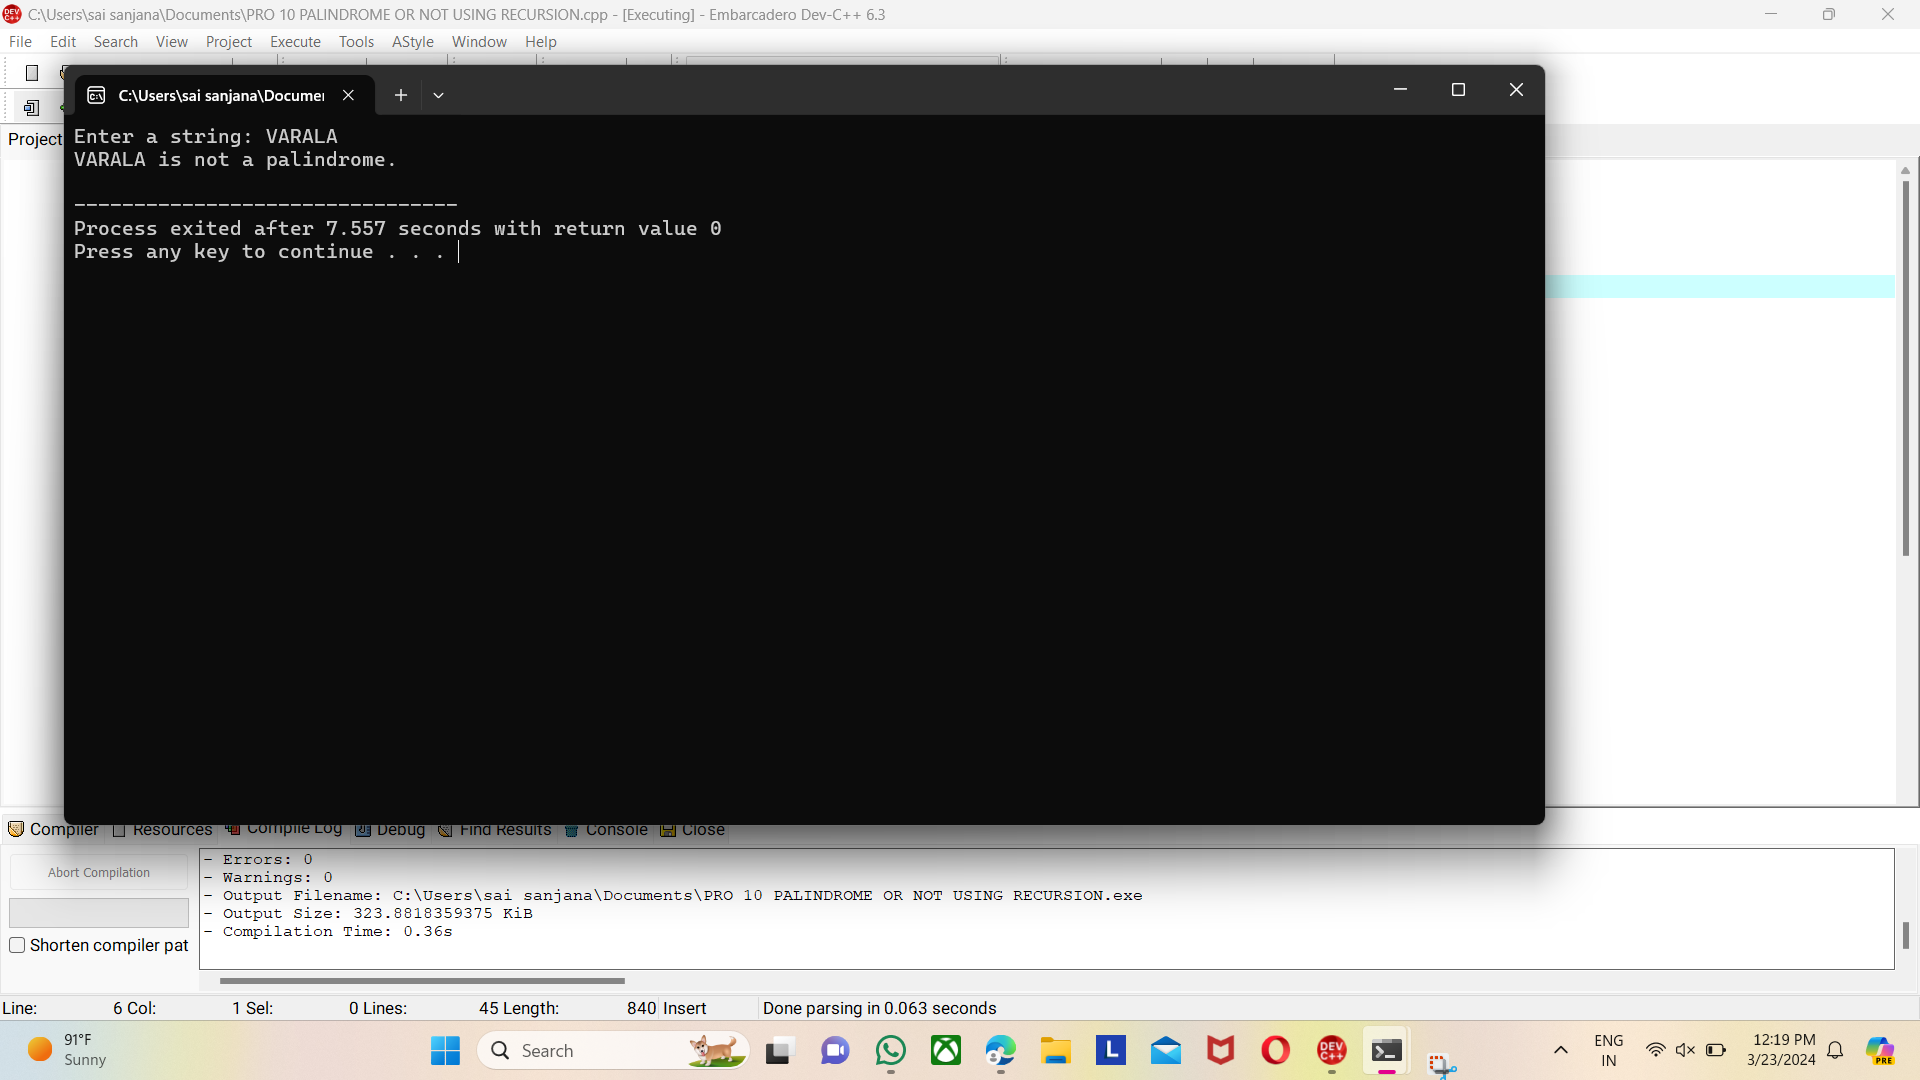 C:\Users\sai sanjana\Documents\PRO 10 PALINDROME OR NOT USING RECURSION.cpp - [Executing] - Embarcadero Dev-C++ 6.3
File Edit Search View Project Execute Tools AStyle Window Help
C:\Users\sai sanjana\Documen
Project
Enter a string: VARALA
VARALA is not a palindrome.
--------------------------------
Process exited after 7.557 seconds with return value 0
Press any key to continue . . .
Compiler Resources Compile Log Debug Find Results Console Close
Abort Compilation
Shorten compiler pat
- Errors: 0
- Warnings: 0
- Output Filename: C:\Users\sai sanjana\Documents\PRO 10 PALINDROME OR NOT USING RECURSION.exe
- Output Size: 323.8818359375 KiB
- Compilation Time: 0.36s
Line: 6 Col: 1 Sel: 0 Lines: 45 Length: 840 Insert Done parsing in 0.063 seconds
91°F
Sunny
Search
L
DEV C++
ENG
IN
12:19 PM
3/23/2024
PRE